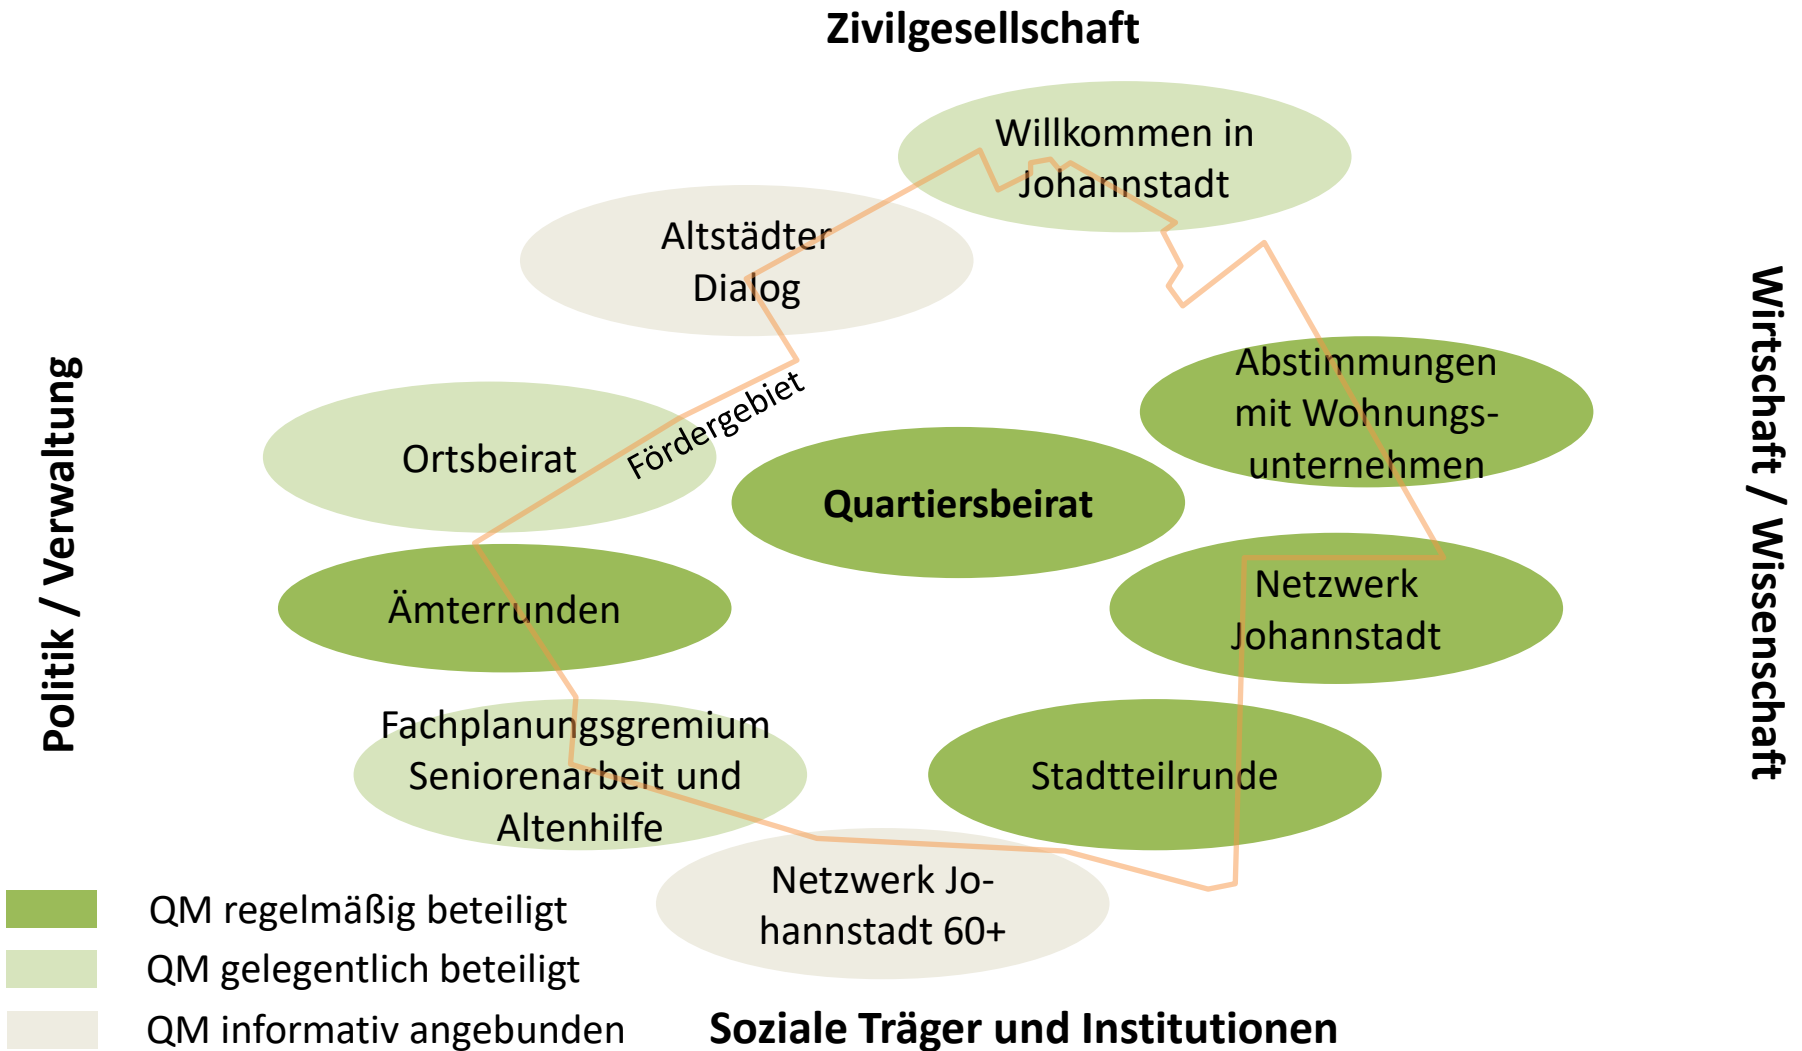 Zivilgesellschaft
Willkommen in
Johannstadt
Altstädter
Dialog
Wirtschaft / Wissenschaft
Politik / Verwaltung
Abstimmungen
mit Wohnungs-
unternehmen
Fördergebiet
Ortsbeirat
Quartiersbeirat
Ämterrunden
Netzwerk
Johannstadt
Fachplanungsgremium
Seniorenarbeit und
Altenhilfe
Stadtteilrunde
Netzwerk Jo-
hannstadt 60+
QM regelmäßig beteiligt
QM gelegentlich beteiligt
QM informativ angebunden
Soziale Träger und Institutionen